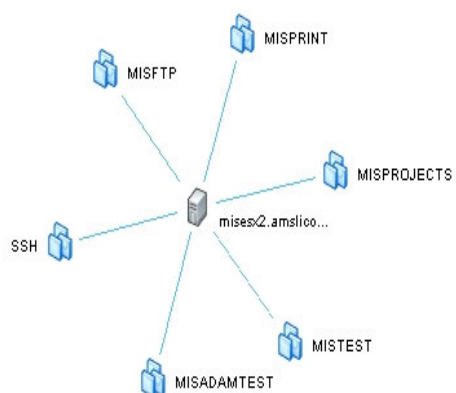 MISPRINT
MISFTP
MISPROJECTS
misesx2.amslico...
SSH
MISTEST
MISADAMTEST